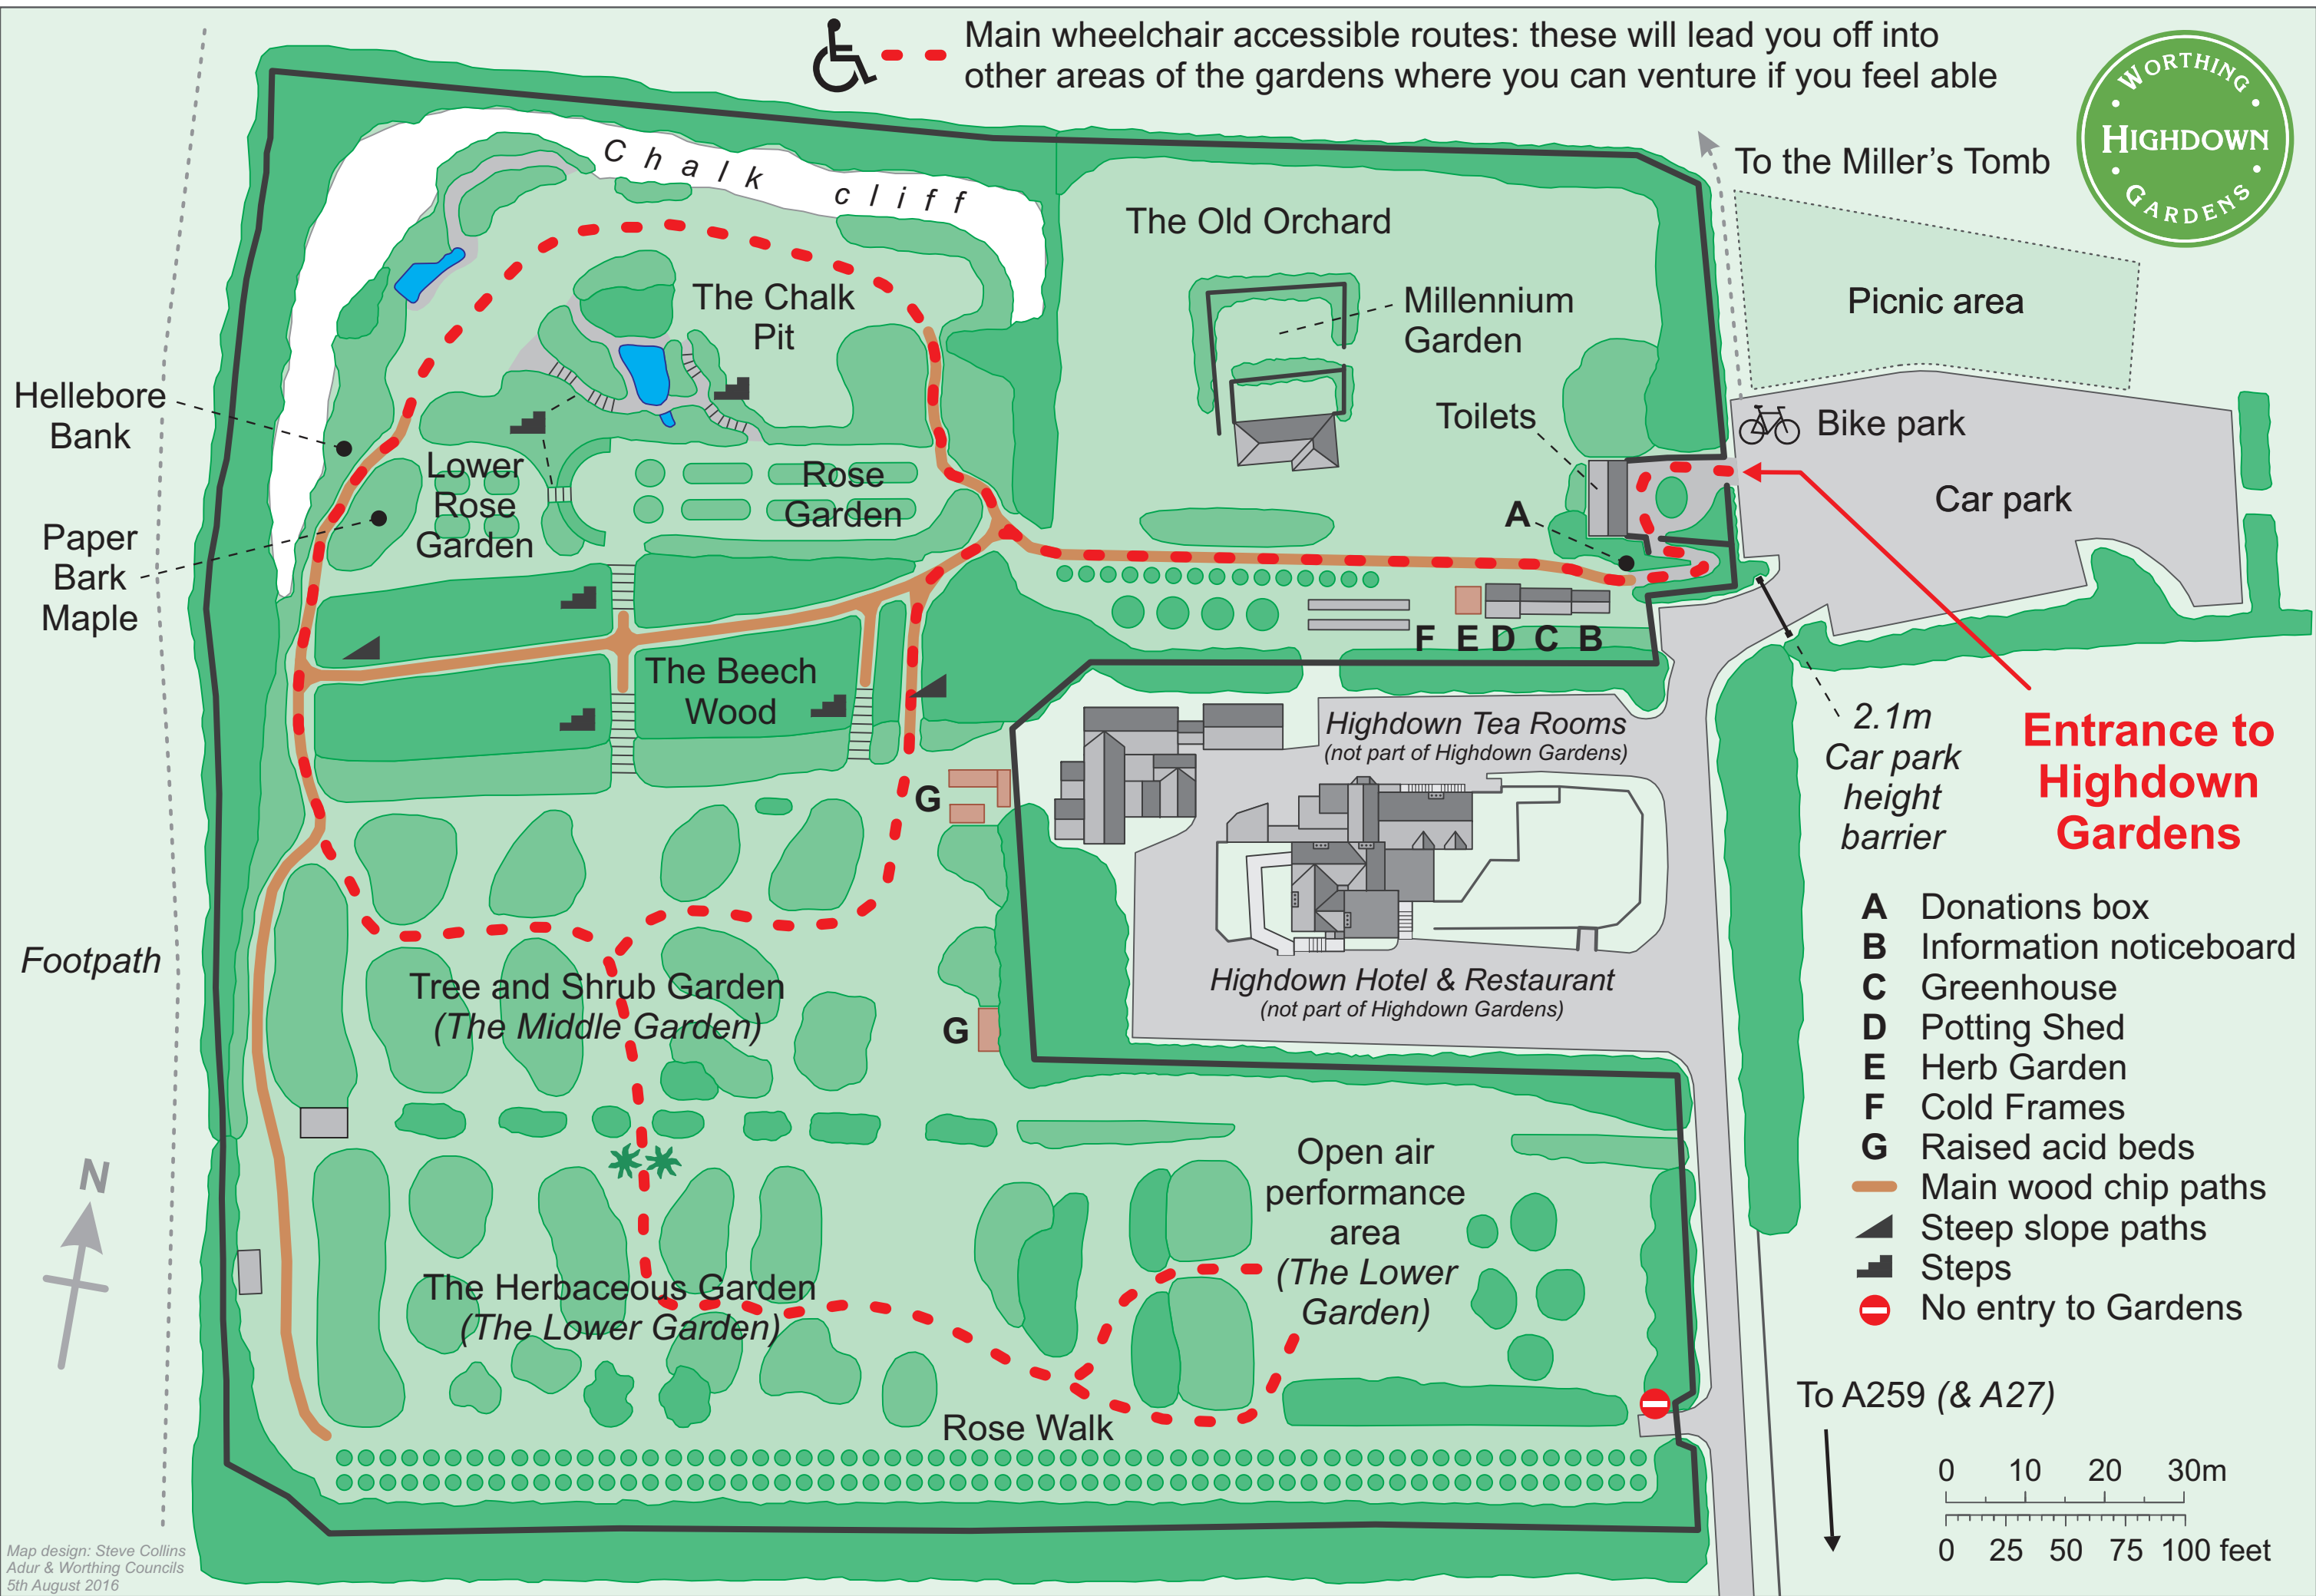 Main wheelchair accessible routes: these will lead you off into
other areas of the gardens where you can venture if you feel able
WORTHING
HIGHDOWN
GARDENS
To the Miller's Tomb
Chalk cliff
The Old Orchard
The Chalk
Pit
Millennium
Garden
Picnic area
Hellebore
Bank
Toilets
Bike park
Lower
Rose
Garden
Rose
Garden
Car park
A
Paper
Bark
Maple
F E D C B
The Beech
Wood
Highdown Tea Rooms
(not part of Highdown Gardens)
2.1m
Car park
height
barrier
Entrance to
Highdown
Gardens
G
Footpath
Highdown Hotel & Restaurant
(not part of Highdown Gardens)
Tree and Shrub Garden
(The Middle Garden)
G
A Donations box
B Information noticeboard
C Greenhouse
D Potting Shed
E Herb Garden
F Cold Frames
G Raised acid beds
Main wood chip paths
Steep slope paths
Steps
No entry to Gardens
N
Open air
performance
area
(The Lower
Garden)
The Herbaceous Garden
(The Lower Garden)
Rose Walk
To A259 (& A27)
0 10 20 30m
0 25 50 75 100 feet
Map design: Steve Collins
Adur & Worthing Councils
5th August 2016